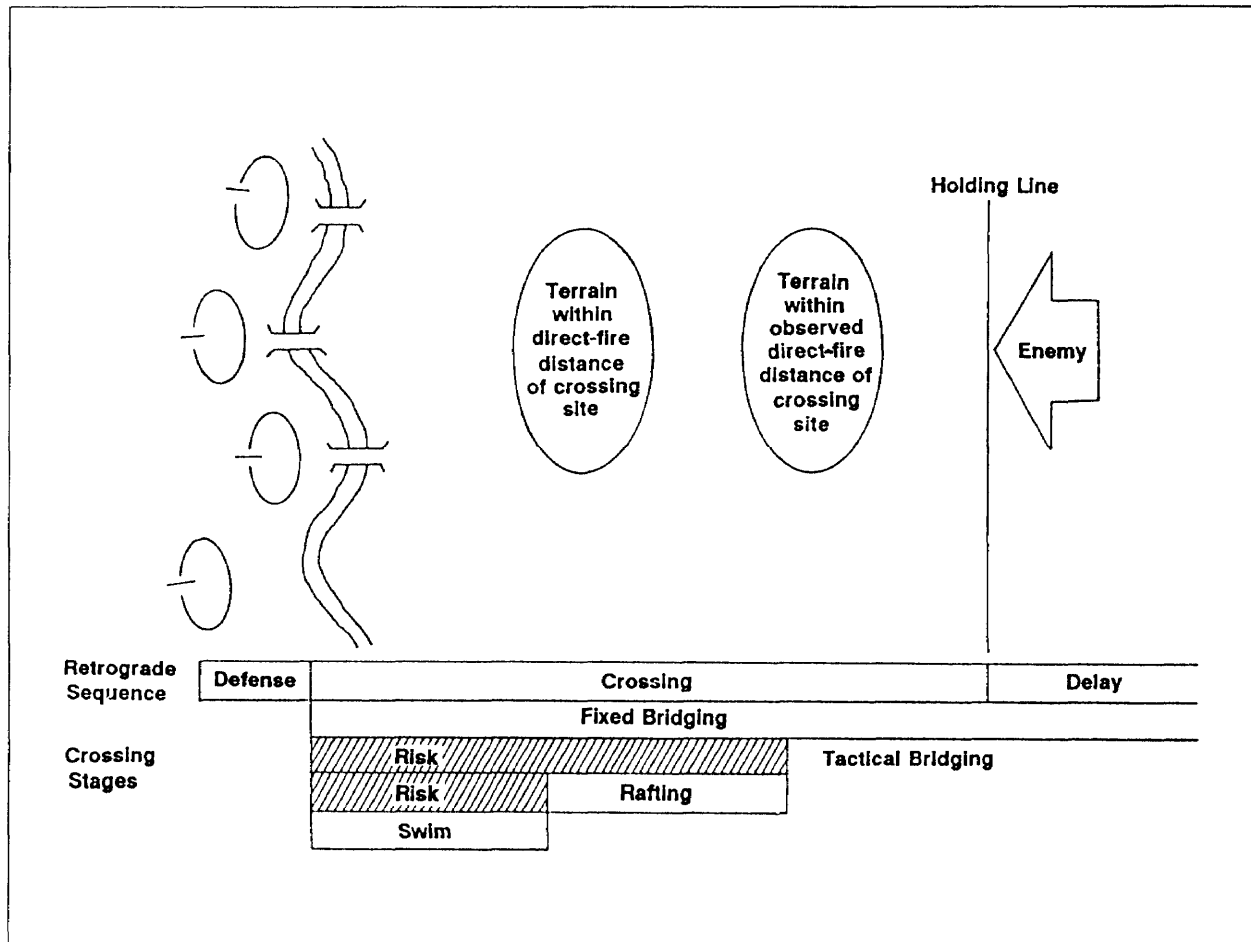 Holding Line
Terrain
within
direct-fire
distance
of crossing
site
Terrain
within
observed
direct-fire
distance of
crossing
site
Enemy
Retrograde
Sequence
Defense
Crossing
Delay
Fixed Bridging
Crossing
Stages
Risk
Tactical Bridging
Risk
Rafting
Swim